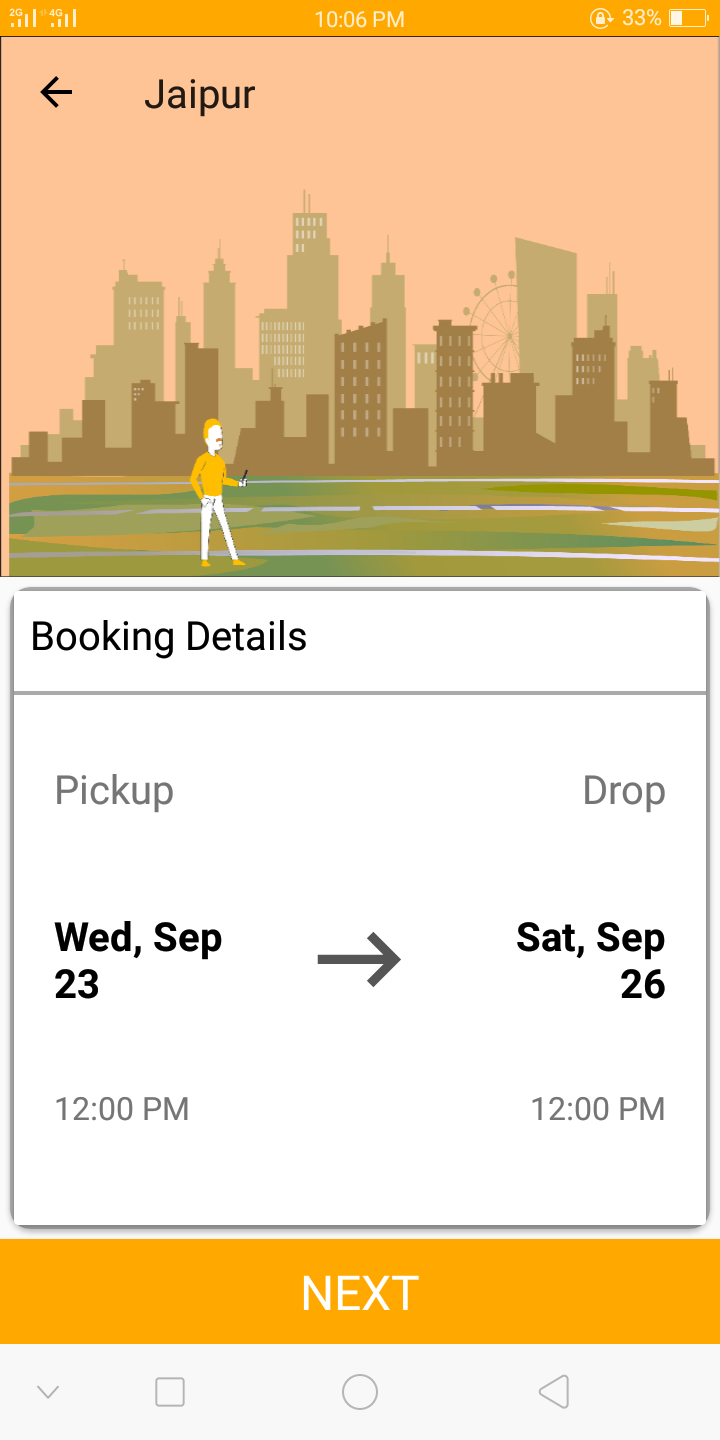 2G 4G 10:06 PM 33%
Jaipur
Booking Details
Pickup Drop
Wed, Sep Sat, Sep
23 26
12:00 PM 12:00 PM
NEXT